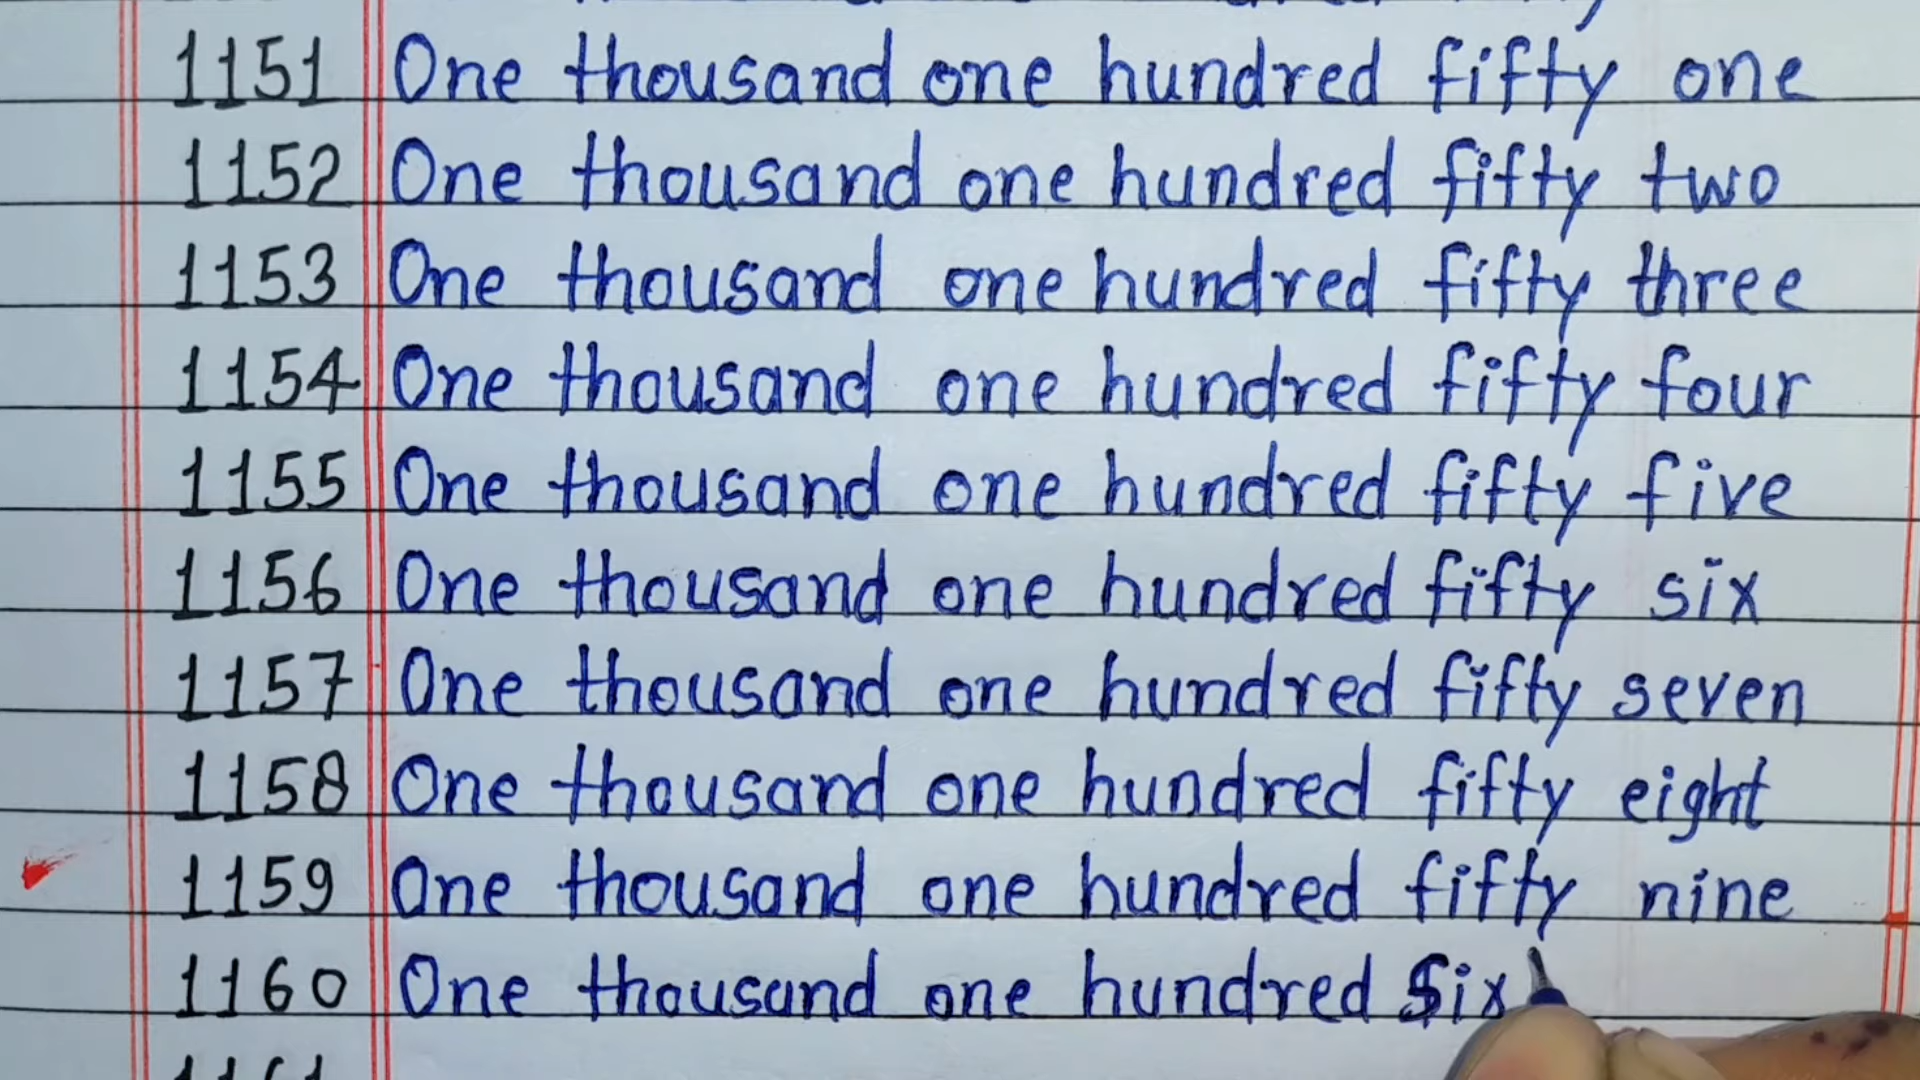 1151 One thousand one hundred fifty one
1152 One thousand one hundred fifty two
1153 One thousand one hundred fifty three
1154 One thousand one hundred fifty four
1155 One thousand one hundred fifty five
1156 One thousand one hundred fifty six
1157 One thousand one hundred fifty seven
1158 One thousand one hundred fifty eight
1159 One thousand one hundred fifty nine
1160 One thousand one hundred Six